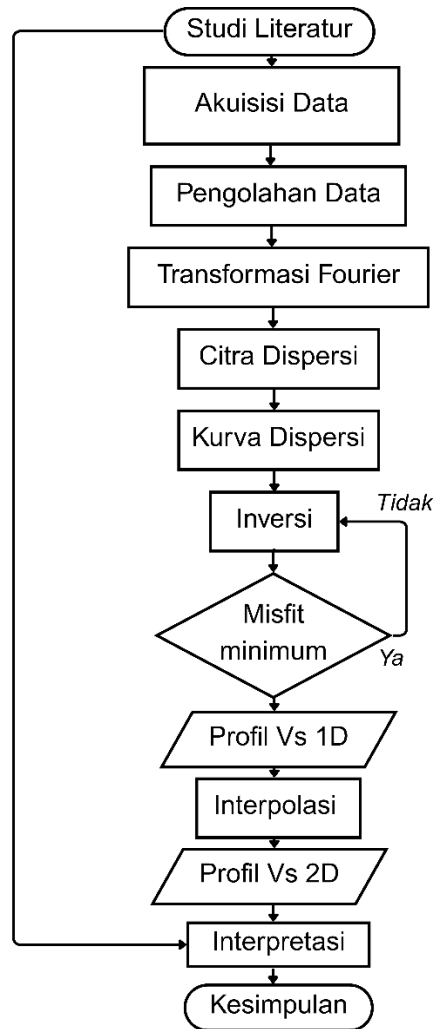 Studi Literatur
Akuisisi Data
Pengolahan Data
Transformasi Fourier
Citra Dispersi
Kurva Dispersi
Tidak
Inversi
Misfit
minimum
Ya
Profil Vs 1D
Interpolasi
Profil Vs 2D
Interpretasi
Kesimpulan